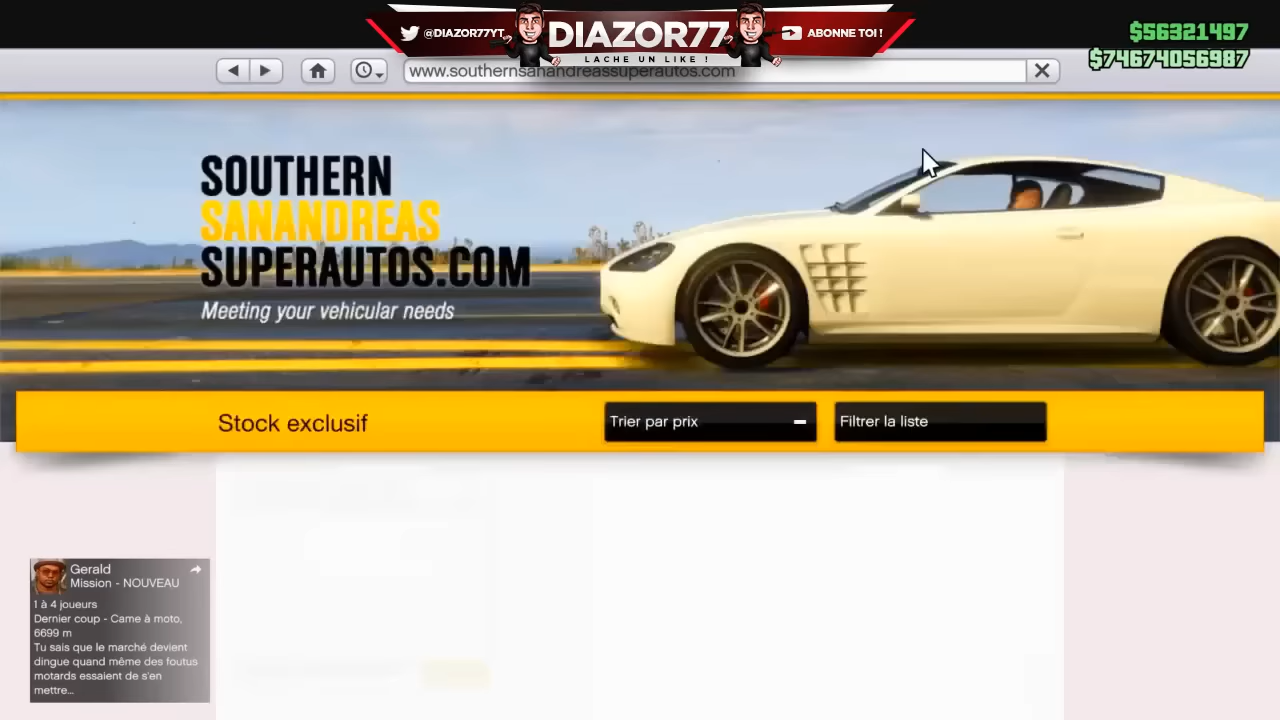 @DIAZOR77YT
DIAZOR77
ABONNE TOI !
LACHE UN LIKE !
$56321497
$74674056987
www.southernsanandreassuperautos.com
SOUTHERN
SANANDREAS
SUPERAUTOS.COM
Meeting your vehicular needs
Stock exclusif
Trier par prix
Filtrer la liste
Gerald
Mission - NOUVEAU
1 à 4 joueurs
Dernier coup - Came à moto,
6699 m
Tu sais que le marché devient
dingue quand même des foutus
motards essaient de s'en
mettre...